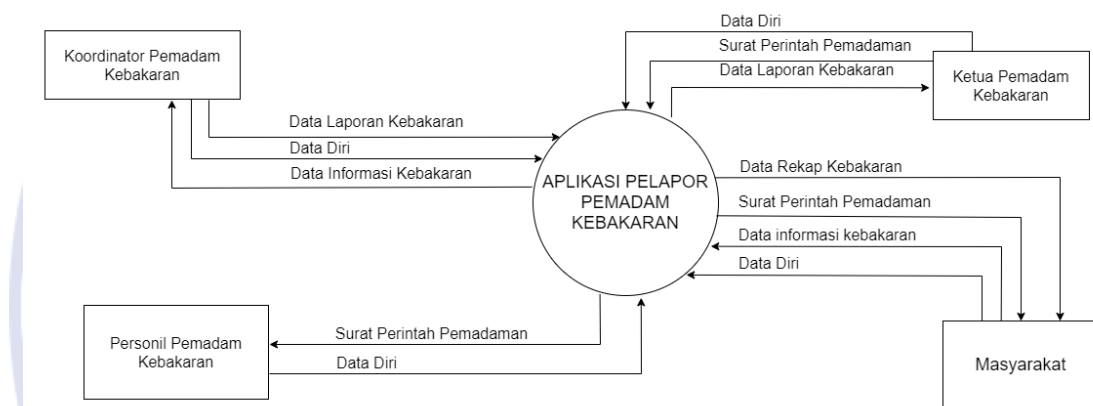 Data Diri
Surat Perintah Pemadaman
Data Laporan Kebakaran
Koordinator Pemadam
Kebakaran
Ketua Pemadam
Kebakaran
Data Laporan Kebakaran
Data Diri
Data Informasi Kebakaran
APLIKASI PELAPOR
PEMADAM
KEBAKARAN
Data Rekap Kebakaran
Surat Perintah Pemadaman
Data informasi kebakaran
Data Diri
Personil Pemadam
Kebakaran
Surat Perintah Pemadaman
Data Diri
Masyarakat